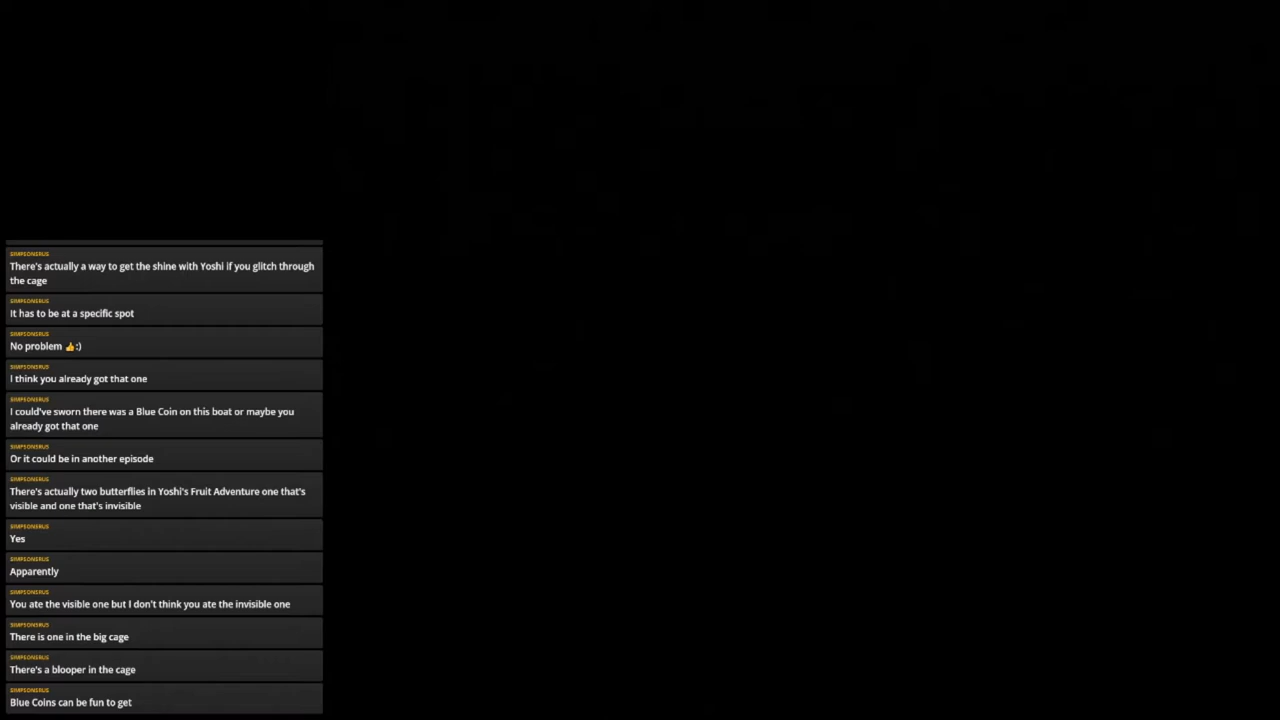 SIMPSONSRUS
There's actually a way to get the shine with Yoshi if you glitch through
the cage
SIMPSONSRUS
It has to be at a specific spot
SIMPSONSRUS
No problem 👍:)
SIMPSONSRUS
I think you already got that one
SIMPSONSRUS
I could've sworn there was a Blue Coin on this boat or maybe you
already got that one
SIMPSONSRUS
Or it could be in another episode
SIMPSONSRUS
There's actually two butterflies in Yoshi's Fruit Adventure one that's
visible and one that's invisible
SIMPSONSRUS
Yes
SIMPSONSRUS
Apparently
SIMPSONSRUS
You ate the visible one but I don't think you ate the invisible one
SIMPSONSRUS
There is one in the big cage
SIMPSONSRUS
There's a blooper in the cage
SIMPSONSRUS
Blue Coins can be fun to get